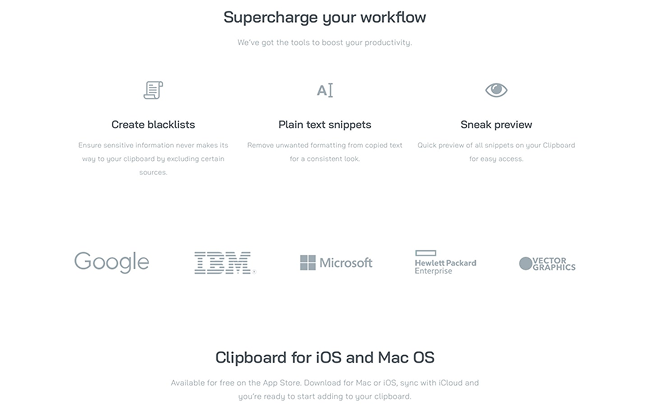 Supercharge your workflow
We've got the tools to boost your productivity.
A
Create blacklists
Ensure sensitive information never makes its
way to your clipboard by excluding certain
sources.
Plain text snippets
Remove unwanted formatting from copied text
for a consistent look.
Sneak preview
Quick preview of all snippets on your Clipboard
for easy access.
Google
IBM
Microsoft
Hewlett Packard
Enterprise
VECTOR
GRAPHICS
Clipboard for iOS and Mac OS
Available for free on the App Store. Download for Mac or iOS, sync with iCloud and
you're ready to start adding to your clipboard.